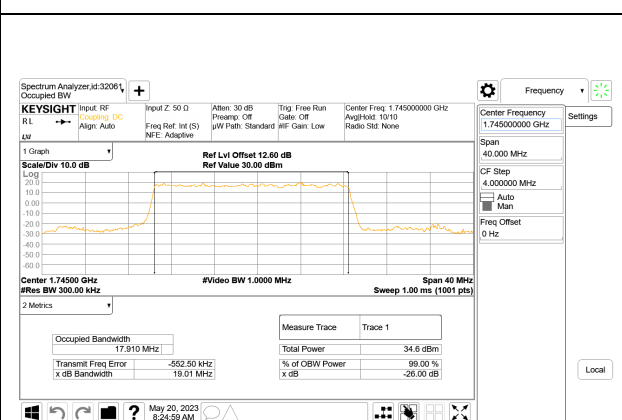 Spectrum Analyzer,id:32061
Occupied BW
Frequency
KEYSIGHT Input: RF Input Z: 50 Ω Atten: 30 dB Trig: Free Run Center Freq: 1.745000000 GHz
RL Coupling: DC Preamp: Off Gate: Off Avg|Hold: 10/10
Align: Auto Freq Ref: Int (S) µW Path: Standard #IF Gain: Low Radio Std: None
NFE: Adaptive
Center Frequency
1.745000000 GHz
Settings
Span
40.000 MHz
CF Step
4.000000 MHz
Auto
Man
Freq Offset
0 Hz
Local
1 Graph
Scale/Div 10.0 dB
Ref Lvl Offset 12.60 dB
Ref Value 30.00 dBm
Log
20.0
10.0
0.00
-10.0
-20.0
-30.0
-40.0
-50.0
-60.0
Center 1.74500 GHz #Video BW 1.0000 MHz Span 40 MHz
#Res BW 300.00 kHz Sweep 1.00 ms (1001 pts)
2 Metrics
Occupied Bandwidth
17.910 MHz
Transmit Freq Error -552.50 kHz
x dB Bandwidth 19.01 MHz
Measure Trace Trace 1
Total Power 34.6 dBm
% of OBW Power 99.00 %
x dB -26.00 dB
May 20, 2023
8:24:59 AM